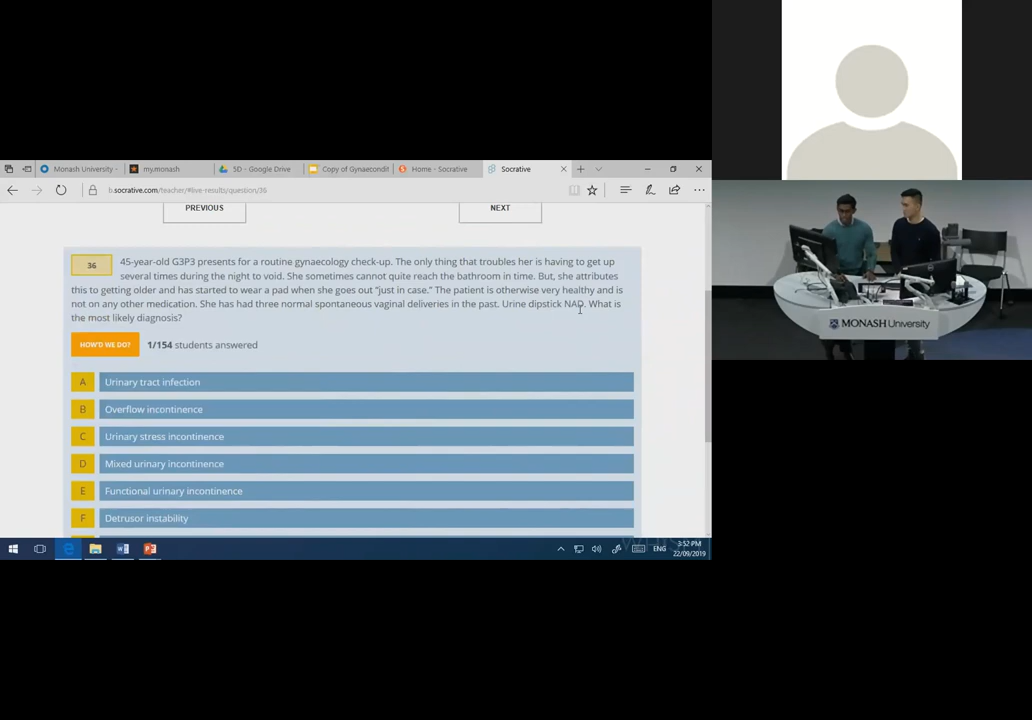 Monash University -
my.monash
5D - Google Drive
Copy of Gynaecondit
Home - Socrative
Socrative
b.socrative.com/teacher/#live-results/question/36
PREVIOUS
NEXT
36
45-year-old G3P3 presents for a routine gynaecology check-up. The only thing that troubles her is having to get up
several times during the night to void. She sometimes cannot quite reach the bathroom in time. But, she attributes
this to getting older and has started to wear a pad when she goes out "just in case." The patient is otherwise very healthy and is
not on any other medication. She has had three normal spontaneous vaginal deliveries in the past. Urine dipstick NAD. What is
the most likely diagnosis?
HOW'D WE DO?
1/154 students answered
A Urinary tract infection
B Overflow incontinence
C Urinary stress incontinence
D Mixed urinary incontinence
E Functional urinary incontinence
F Detrusor instability
ENG
3:52 PM
22/09/2019
MONASH University